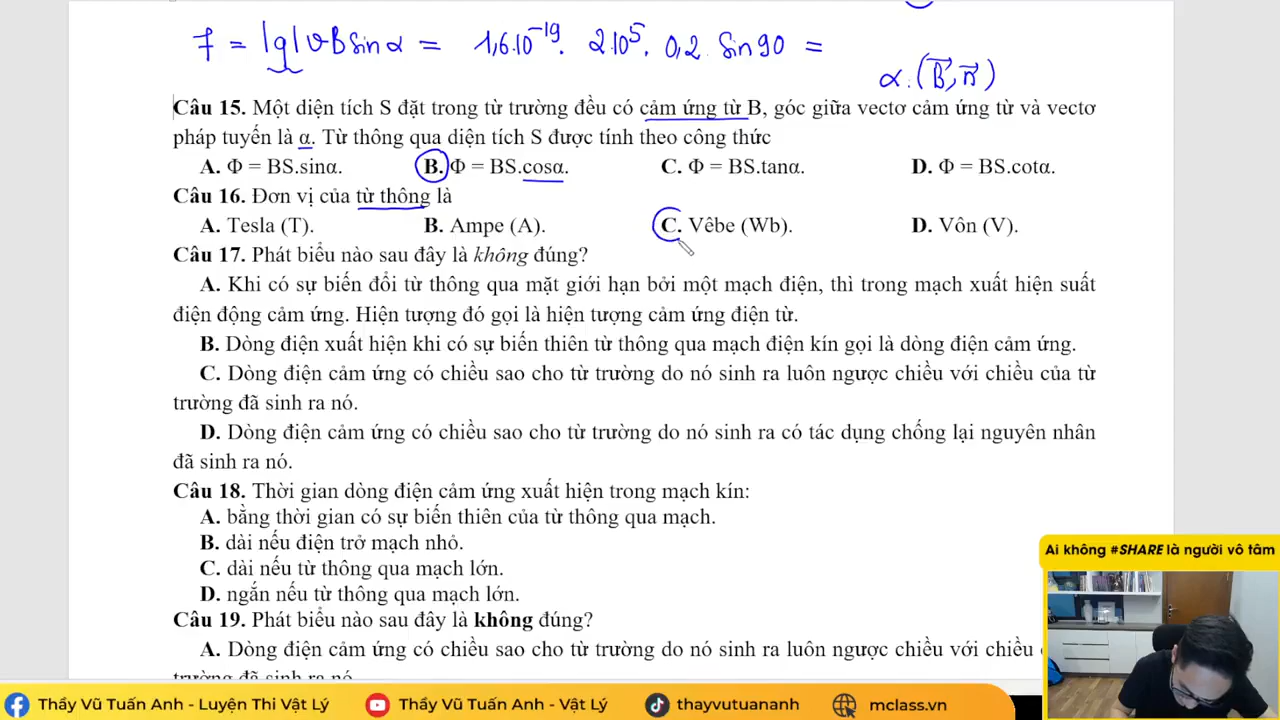 f = |q|vBsinα = 1,6.10⁻¹⁹. 2.10⁵. 0,2. Sin90 =
α.(B⃗,n⃗)
Câu 15. Một diện tích S đặt trong từ trường đều có cảm ứng từ B, góc giữa vectơ cảm ứng từ và vectơ
pháp tuyến là α. Từ thông qua diện tích S được tính theo công thức
A. Φ = BS.sinα. B. Φ = BS.cosα. C. Φ = BS.tanα. D. Φ = BS.cotα.
Câu 16. Đơn vị của từ thông là
A. Tesla (T). B. Ampe (A). C. Vêbe (Wb). D. Vôn (V).
Câu 17. Phát biểu nào sau đây là không đúng?
A. Khi có sự biến đổi từ thông qua mặt giới hạn bởi một mạch điện, thì trong mạch xuất hiện suất
điện động cảm ứng. Hiện tượng đó gọi là hiện tượng cảm ứng điện từ.
B. Dòng điện xuất hiện khi có sự biến thiên từ thông qua mạch điện kín gọi là dòng điện cảm ứng.
C. Dòng điện cảm ứng có chiều sao cho từ trường do nó sinh ra luôn ngược chiều với chiều của từ
trường đã sinh ra nó.
D. Dòng điện cảm ứng có chiều sao cho từ trường do nó sinh ra có tác dụng chống lại nguyên nhân
đã sinh ra nó.
Câu 18. Thời gian dòng điện cảm ứng xuất hiện trong mạch kín:
A. bằng thời gian có sự biến thiên của từ thông qua mạch.
B. dài nếu điện trở mạch nhỏ.
C. dài nếu từ thông qua mạch lớn.
D. ngắn nếu từ thông qua mạch lớn.
Câu 19. Phát biểu nào sau đây là không đúng?
A. Dòng điện cảm ứng có chiều sao cho từ trường do nó sinh ra luôn ngược chiều với chiều
trường đã sinh ra nó.
Ai không #SHARE là người vô tâm
Thầy Vũ Tuấn Anh - Luyện Thi Vật Lý Thầy Vũ Tuấn Anh - Vật Lý thayvutuananh mclass.vn